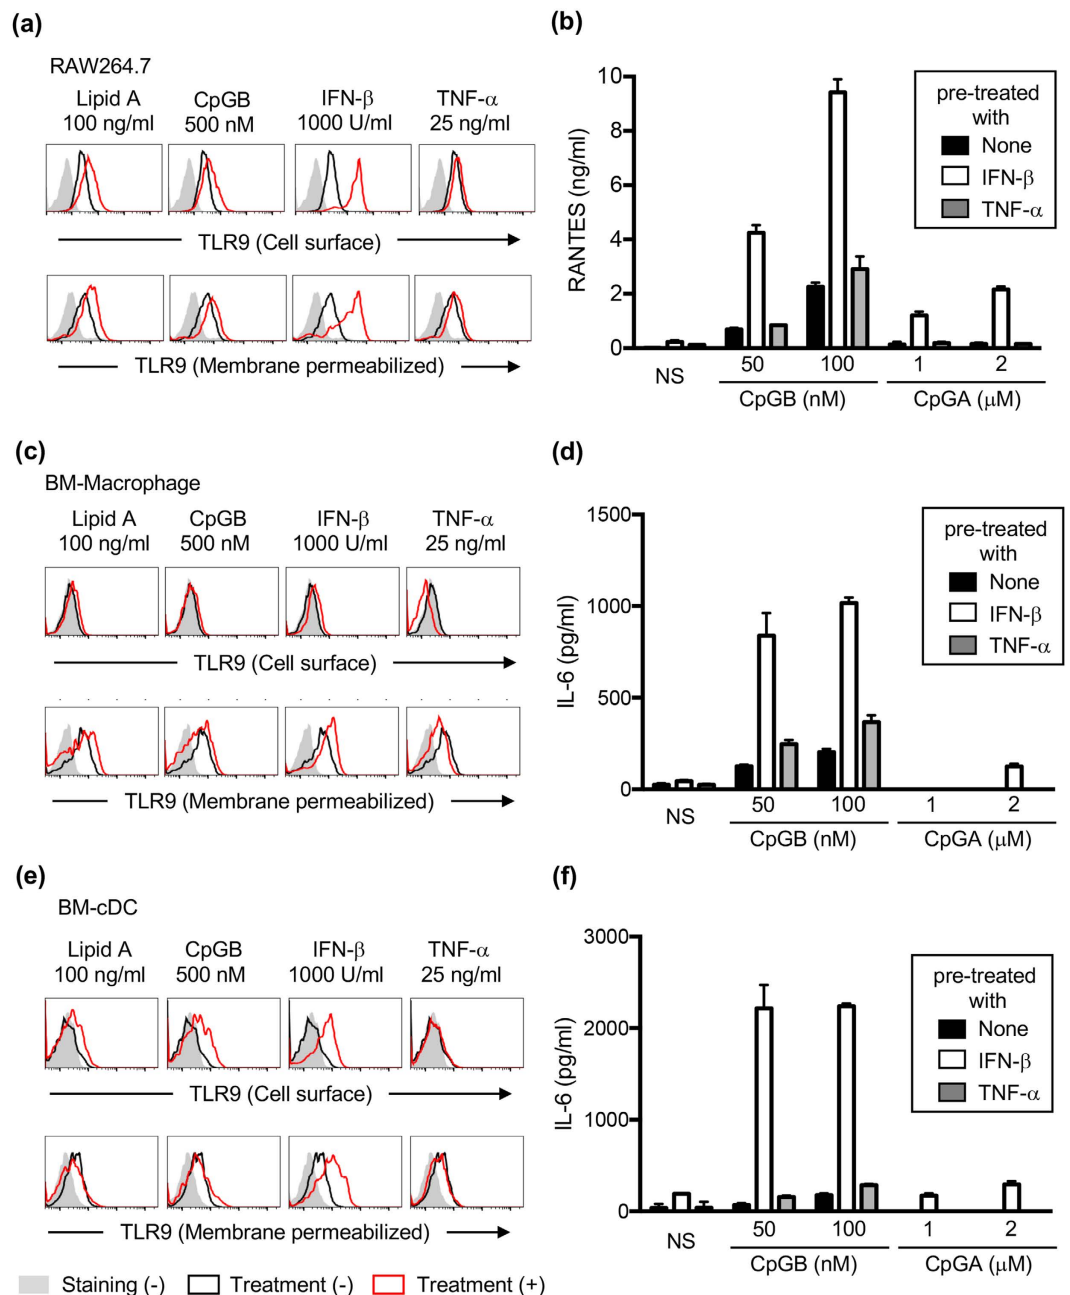 (a)
RAW264.7
Lipid A
100 ng/ml
CpGB
500 nM
IFN-β
1000 U/ml
TNF-α
25 ng/ml
TLR9 (Cell surface)
TLR9 (Membrane permeabilized)
(b)
RANTES (ng/ml)
10
8
6
4
2
0
pre-treated
with
None
IFN-β
TNF-α
NS
50
100
1
2
CpGB (nM)
CpGA (μM)
(c)
BM-Macrophage
Lipid A
100 ng/ml
CpGB
500 nM
IFN-β
1000 U/ml
TNF-α
25 ng/ml
TLR9 (Cell surface)
TLR9 (Membrane permeabilized)
(d)
IL-6 (pg/ml)
1500
1000
500
0
pre-treated
with
None
IFN-β
TNF-α
NS
50
100
1
2
CpGB (nM)
CpGA (μM)
(e)
BM-cDC
Lipid A
100 ng/ml
CpGB
500 nM
IFN-β
1000 U/ml
TNF-α
25 ng/ml
TLR9 (Cell surface)
TLR9 (Membrane permeabilized)
(f)
IL-6 (pg/ml)
3000
2000
1000
0
pre-treated
with
None
IFN-β
TNF-α
NS
50
100
1
2
CpGB (nM)
CpGA (μM)
Staining (-)
Treatment (-)
Treatment (+)